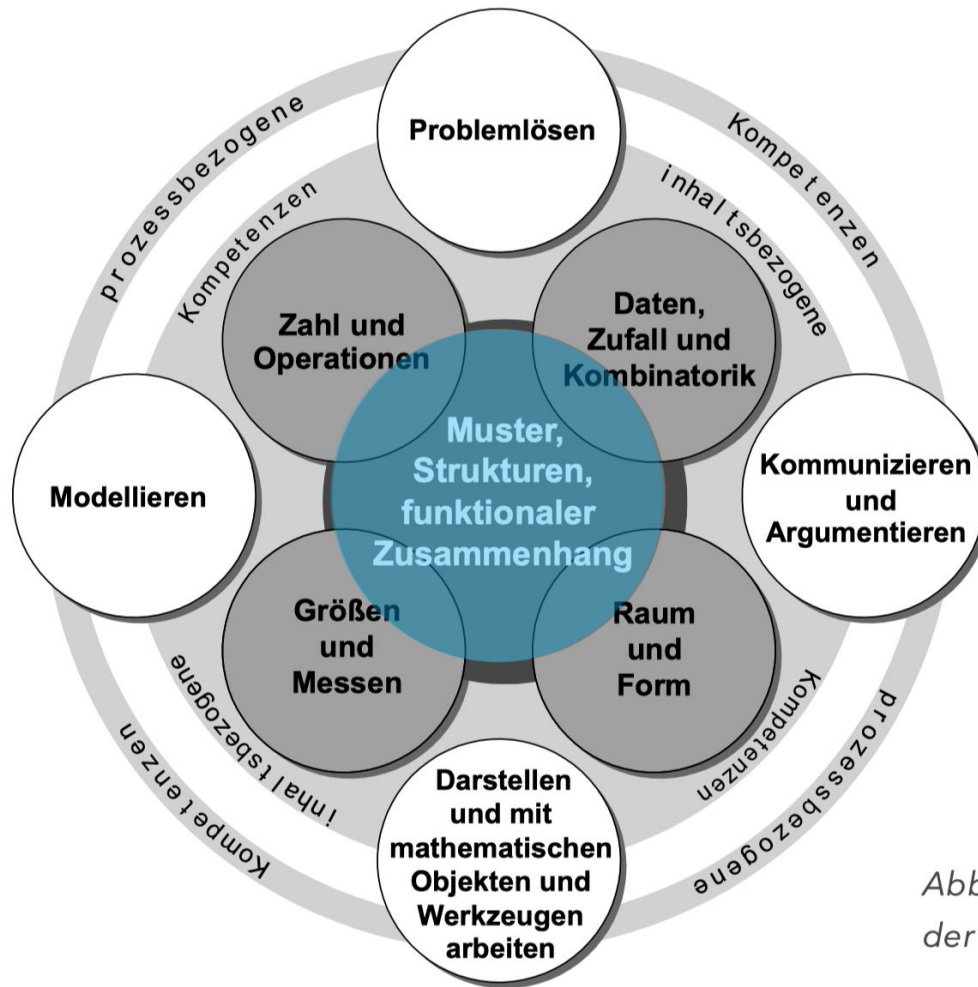 Problemlösen
prozessbezogene
Kompetenzen
Kompetenzen
inhaltsbezogene
Zahl und
Operationen
Daten,
Zufall und
Kombinatorik
Muster,
Strukturen,
funktionaler
Zusammenhang
Modellieren
Kommunizieren
und
Argumentieren
Größen
und
Messen
Raum
und
Form
inhaltsbezogene
Kompetenzen
Kompetenzen
prozessbezogene
Darstellen
und mit
mathematischen
Objekten und
Werkzeugen
arbeiten
Abb
der